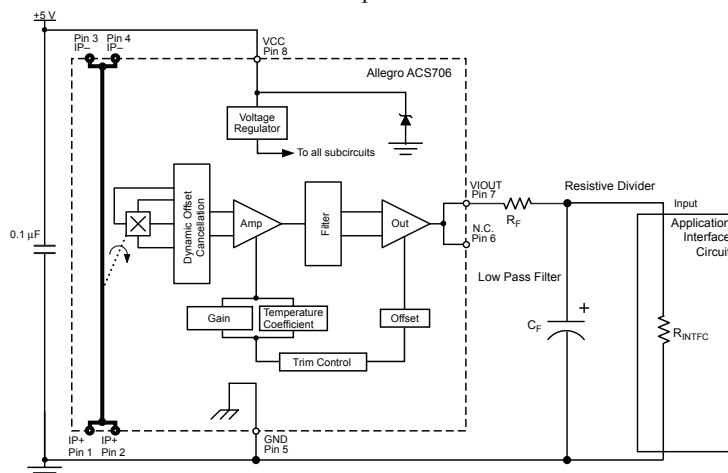 +5 V
Pin 3 Pin 4
IP– IP–
VCC
Pin 8
Allegro ACS706
Voltage
Regulator
To all subcircuits
0.1 µF
Dynamic Offset
Cancellation
Amp
Filter
Out
VIOUT
Pin 7
N.C.
Pin 6
RF
Resistive Divider
Input
Application
Interface
Circuit
Low Pass Filter
CF
+
RINTFC
Gain
Temperature
Coefficient
Offset
Trim Control
IP+ IP+
Pin 1 Pin 2
GND
Pin 5